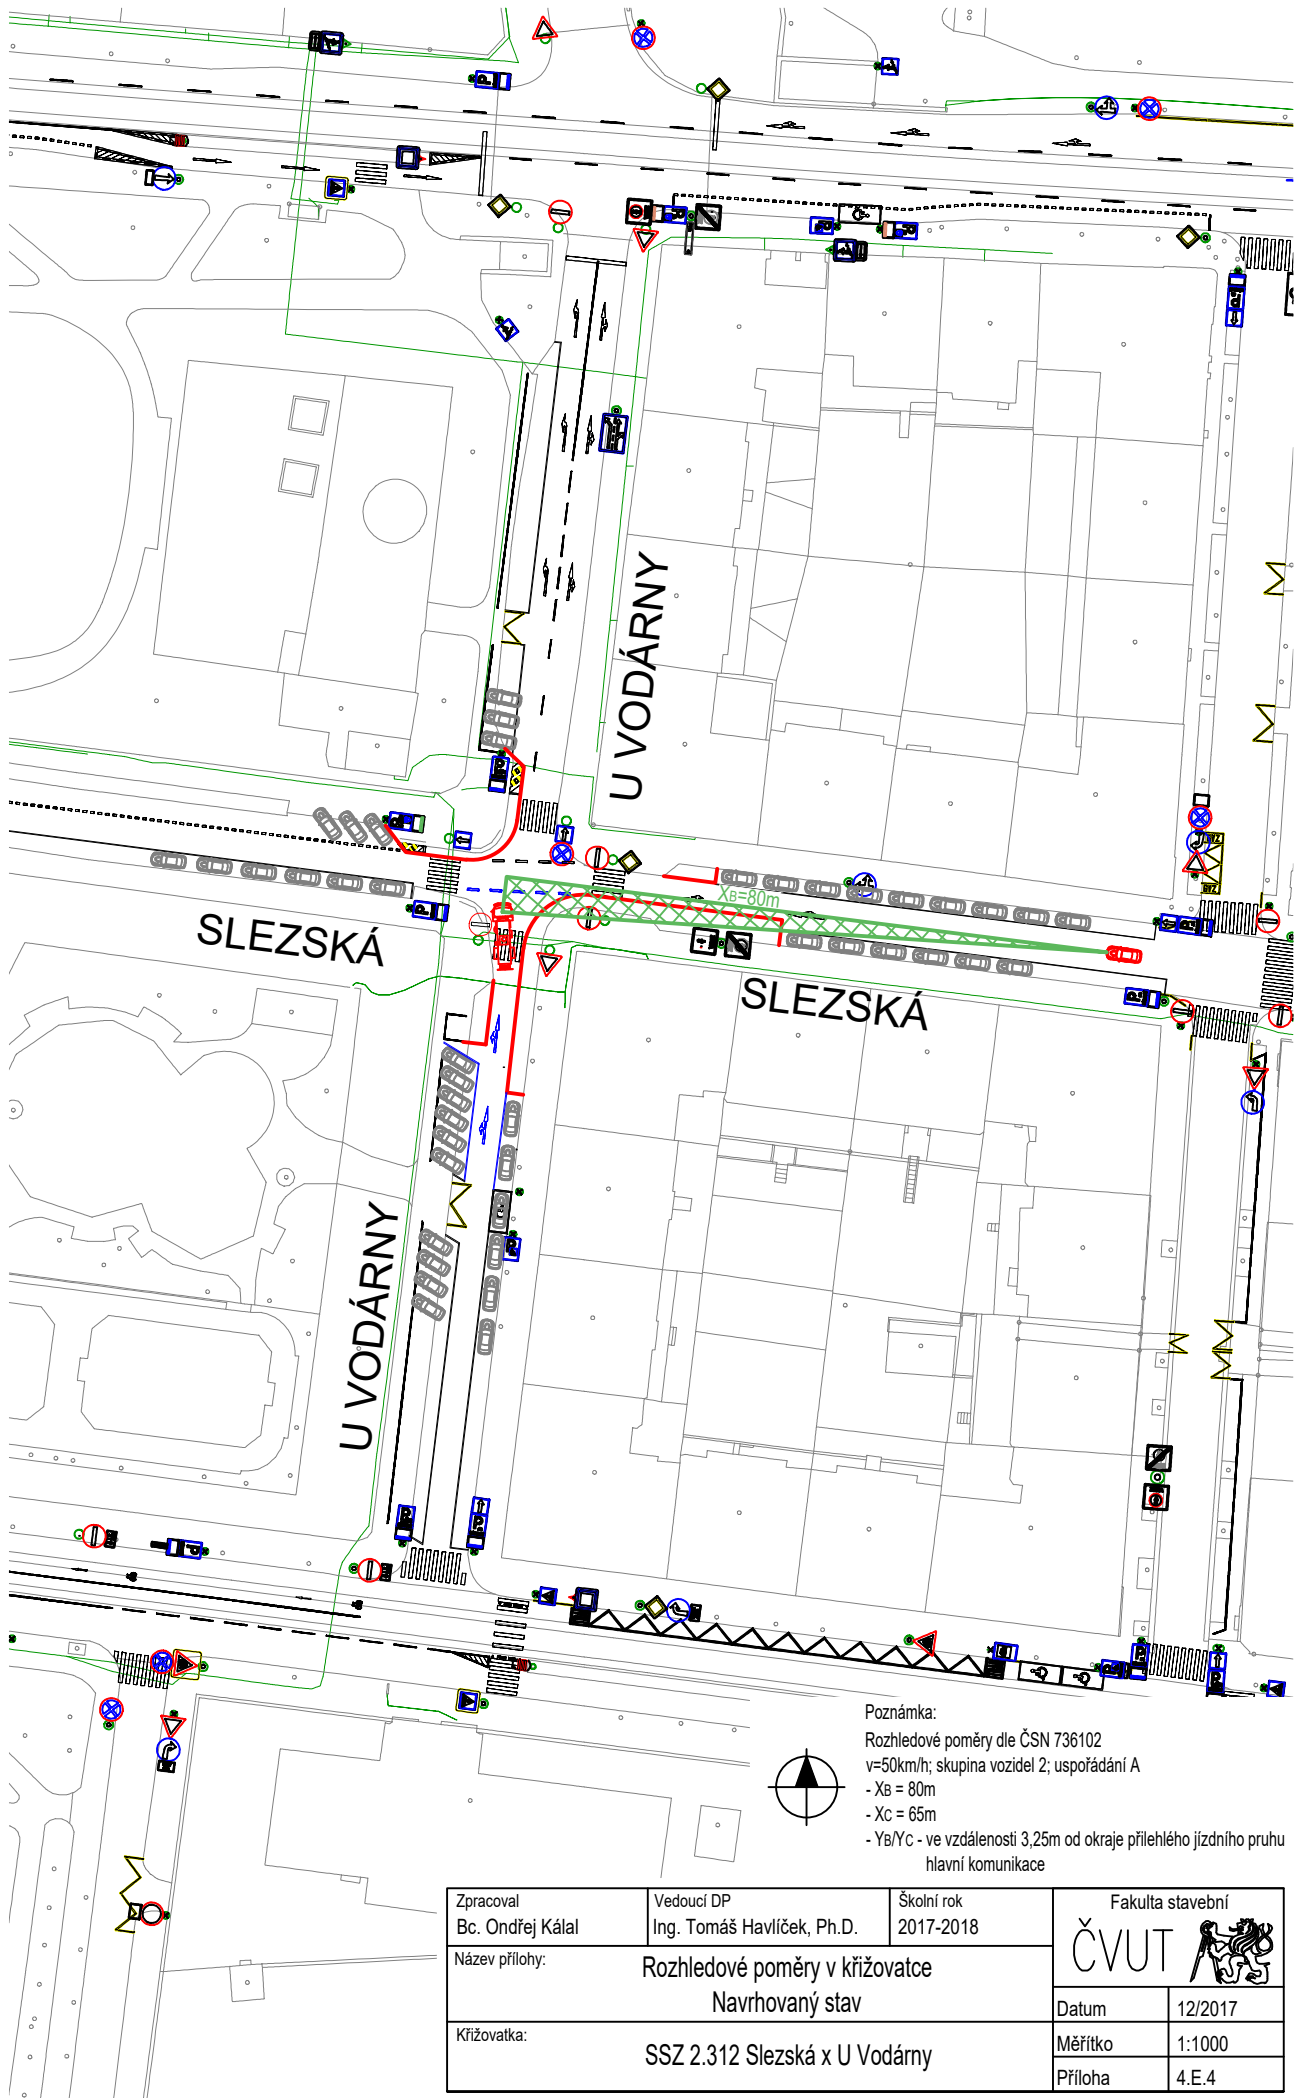 U VODÁRNY
XB=80m
SLEZSKÁ
SLEZSKÁ
U VODÁRNY
Poznámka:
Rozhledové poměry dle ČSN 736102
v=50km/h; skupina vozidel 2; uspořádání A
- XB = 80m
- XC = 65m
- YB/YC - ve vzdálenosti 3,25m od okraje přilehlého jízdního pruhu
hlavní komunikace
Zpracoval
Bc. Ondřej Kálal
Vedoucí DP
Ing. Tomáš Havlíček, Ph.D.
Školní rok
2017-2018
Fakulta stavební
ČVUT
Název přílohy:
Rozhledové poměry v křižovatce
Navrhovaný stav
Datum
12/2017
Křižovatka:
SSZ 2.312 Slezská x U Vodárny
Měřítko
1:1000
Příloha
4.E.4